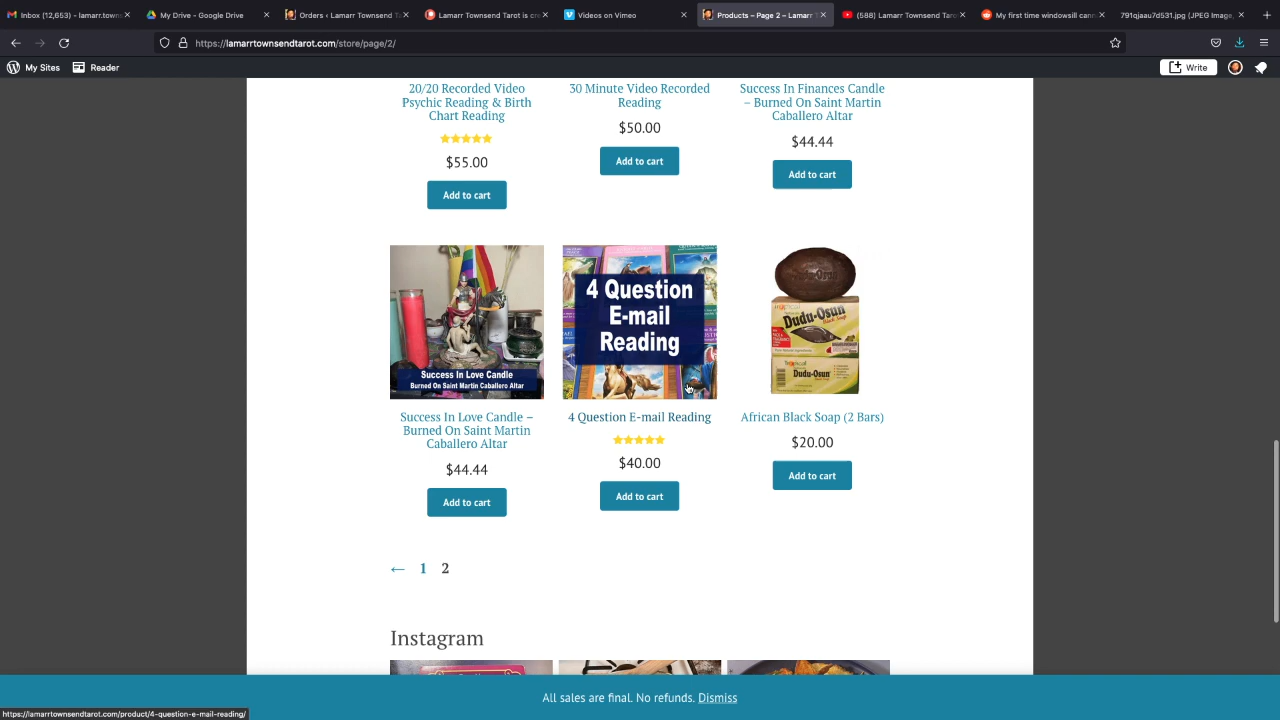 Inbox (12,653) – lamarr.towns
My Drive – Google Drive
Orders ‹ Lamarr Townsend T
Lamarr Townsend Tarot is cre
Videos on Vimeo
Products – Page 2 – Lamarr T
(588) Lamarr Townsend Taro
My first time windowsill cann
791qjaau7d531.jpg (JPEG Image,
https://lamarrtownsendtarot.com/store/page/2/
My Sites
Reader
Write
20/20 Recorded Video
Psychic Reading & Birth
Chart Reading
$55.00
Add to cart
30 Minute Video Recorded
Reading
$50.00
Add to cart
Success In Finances Candle
– Burned On Saint Martin
Caballero Altar
$44.44
Add to cart
Success In Love Candle
Burned On Saint Martin Caballero Altar
Success In Love Candle –
Burned On Saint Martin
Caballero Altar
$44.44
Add to cart
4 Question
E-mail
Reading
4 Question E-mail Reading
$40.00
Add to cart
Dudu-Osun
Dudu-Osun
African Black Soap (2 Bars)
$20.00
Add to cart
← 1 2
Instagram
All sales are final. No refunds. Dismiss
https://lamarrtownsendtarot.com/product/4-question-e-mail-reading/